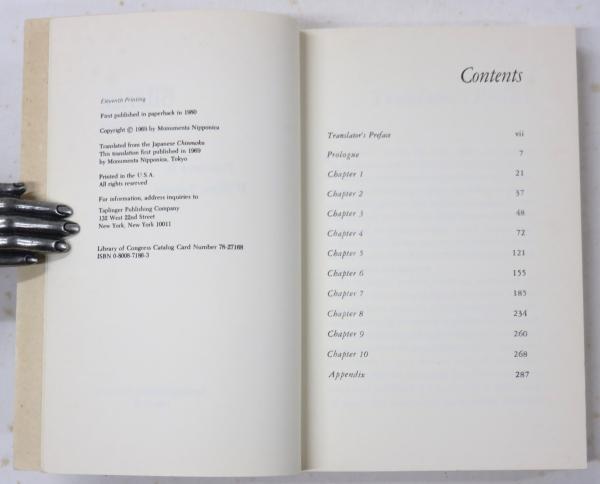 Eleventh Printing
First published in paperback in 1980
Copyright © 1969 by Monumenta Nipponica
Translated from the Japanese Chinmoku
This translation first published in 1969
by Monumenta Nipponica, Tokyo
Printed in the U.S.A.
All rights reserved
For information, address inquiries to
Taplinger Publishing Company
132 West 22nd Street
New York, New York 10011
Library of Congress Catalog Card Number 78-27168
ISBN 0-8008-7186-3
Contents
Translator's Preface vii
Prologue 7
Chapter 1 21
Chapter 2 37
Chapter 3 48
Chapter 4 72
Chapter 5 121
Chapter 6 155
Chapter 7 185
Chapter 8 234
Chapter 9 260
Chapter 10 268
Appendix 287